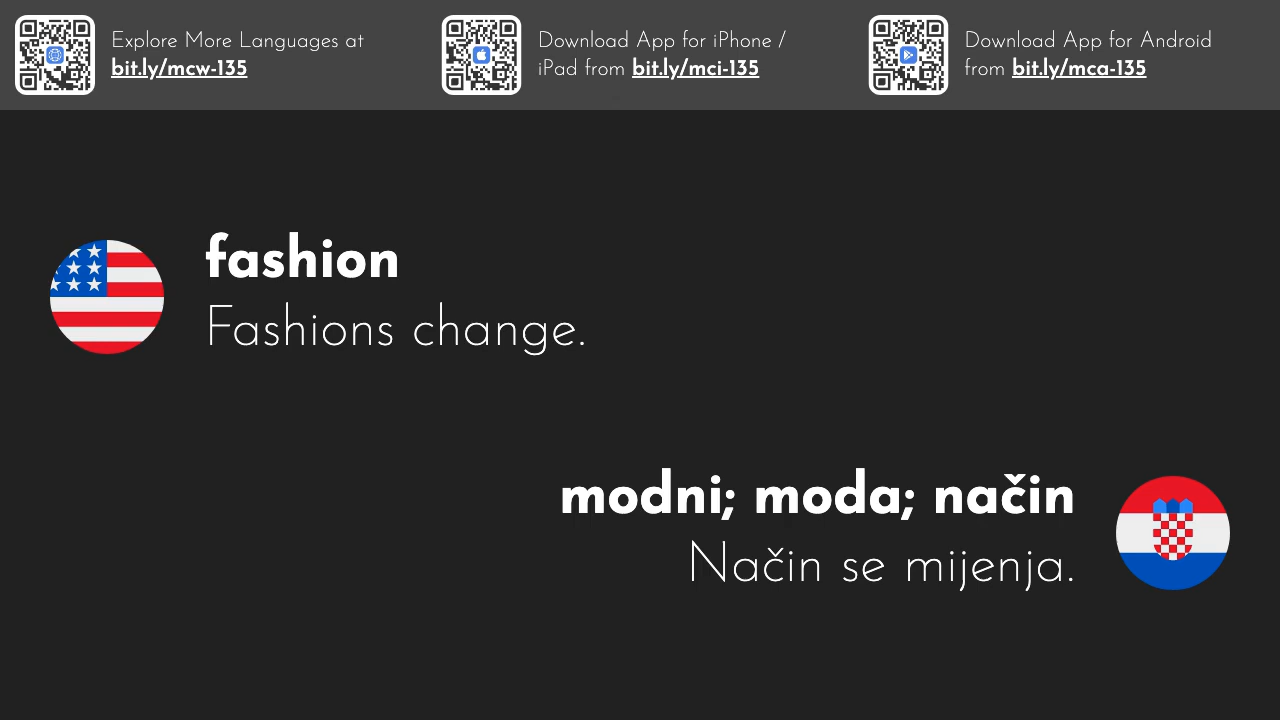 Explore More Languages at
bit.ly/mcw-135
Download App for iPhone /
iPad from bit.ly/mci-135
Download App for Android
from bit.ly/mca-135
fashion
Fashions change.
modni; moda; način
Način se mijenja.